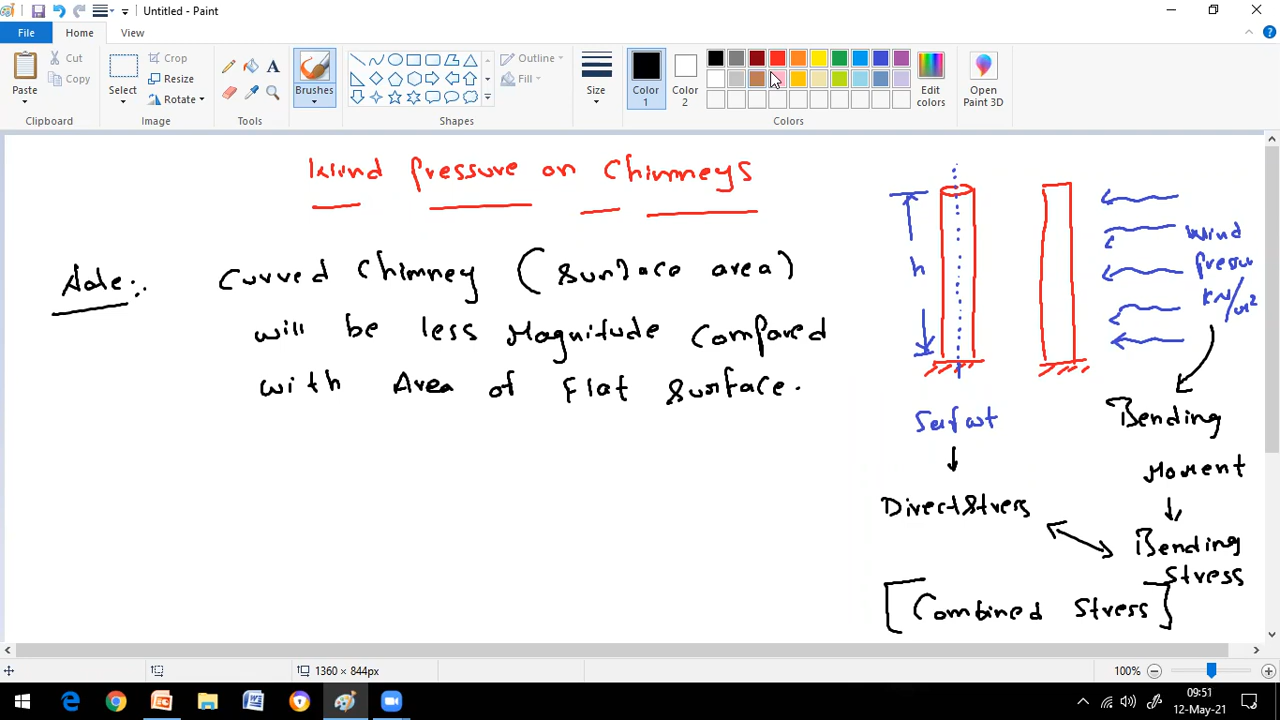 Untitled - Paint
File Home View
Paste
Cut
Copy
Clipboard
Select
Crop
Resize
Rotate
Image
A
Tools
Brushes
Shapes
Outline
Fill
Size
Color 1
Color 2
Colors
Edit colors
Open Paint 3D
Wind Pressure on Chimneys
Note:.
Curved Chimney (Surface area)
will be less Magnitude Compared
with Area of Flat Surface.
h
Wind
pressure
kN/m²
Self wt
Direct Stress
Bending
Moment
Bending
Stress
[Combined Stress]
1360 × 844px
100%
09:51
12-May-21